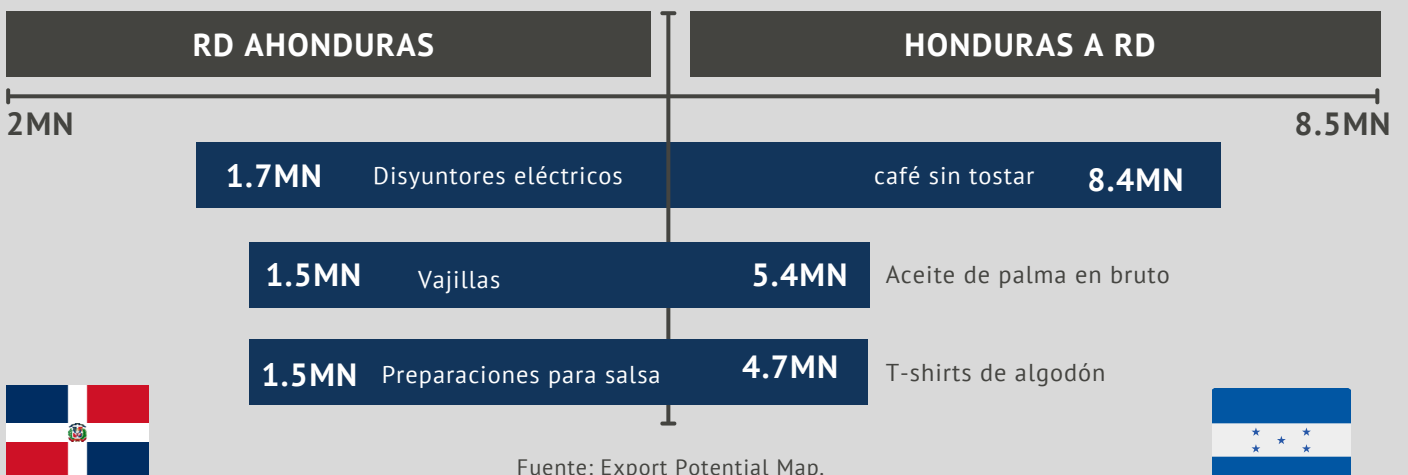 RD AHONDURAS
HONDURAS A RD
2MN
8.5MN
1.7MN Disyuntores eléctricos
café sin tostar 8.4MN
1.5MN Vajillas
5.4MN Aceite de palma en bruto
1.5MN Preparaciones para salsa
4.7MN T-shirts de algodón
Fuente: Export Potential Map.